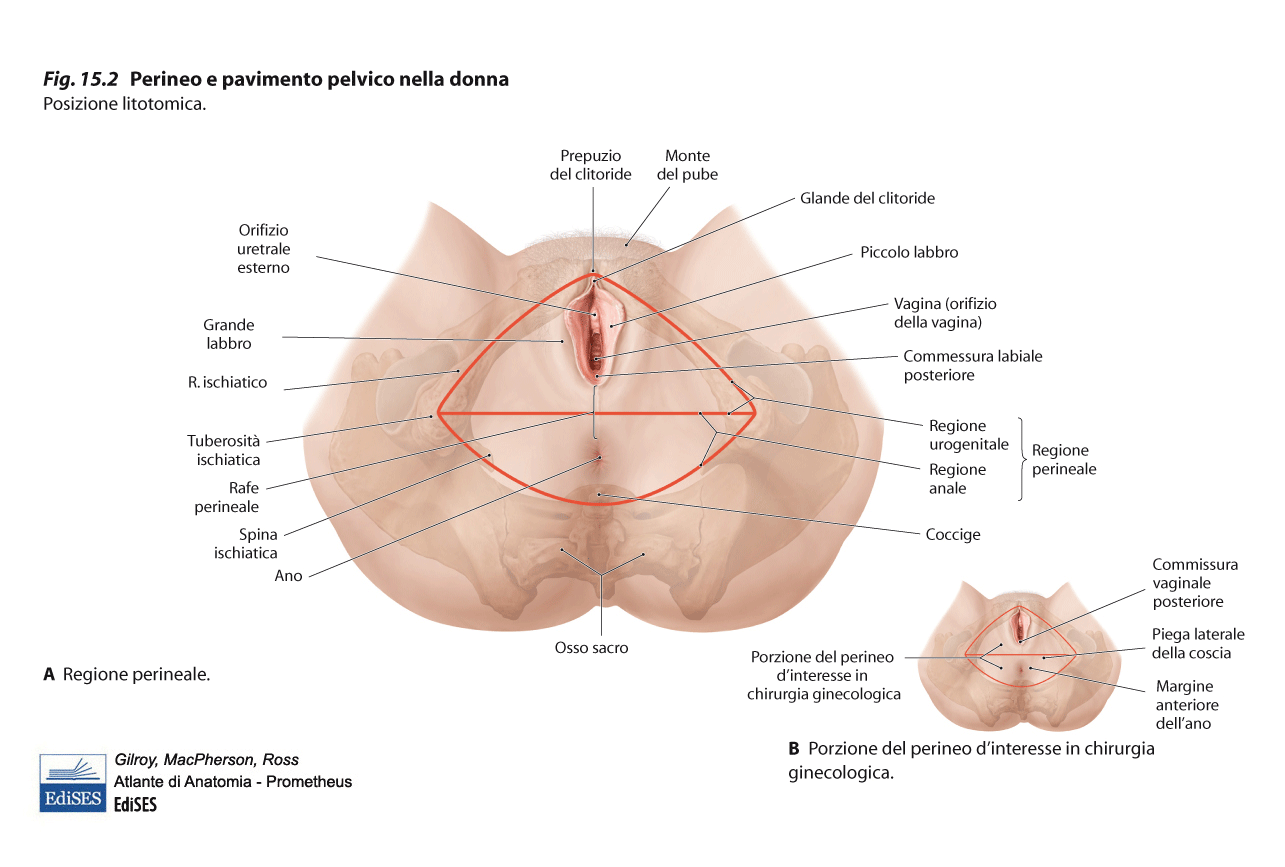 Fig. 15.2 Perineo e pavimento pelvico nella donna
Posizione litotomica.
Prepuzio
del clitoride
Monte
del pube
Glande del clitoride
Orifizio
uretrale
esterno
Piccolo labbro
Vagina (orifizio
della vagina)
Grande
labbro
Commessura labiale
posteriore
R. ischiatico
Regione
urogenitale
Regione
anale
Regione
perineale
Tuberosità
ischiatica
Rafe
perineale
Spina
ischiatica
Coccige
Ano
Osso sacro
A Regione perineale.
Commissura
vaginale
posteriore
Piega laterale
della coscia
Porzione del perineo
d'interesse in
chirurgia ginecologica
Margine
anteriore
dell'ano
B Porzione del perineo d'interesse in chirurgia
ginecologica.
EdiSES
Gilroy, MacPherson, Ross
Atlante di Anatomia - Prometheus
EdiSES